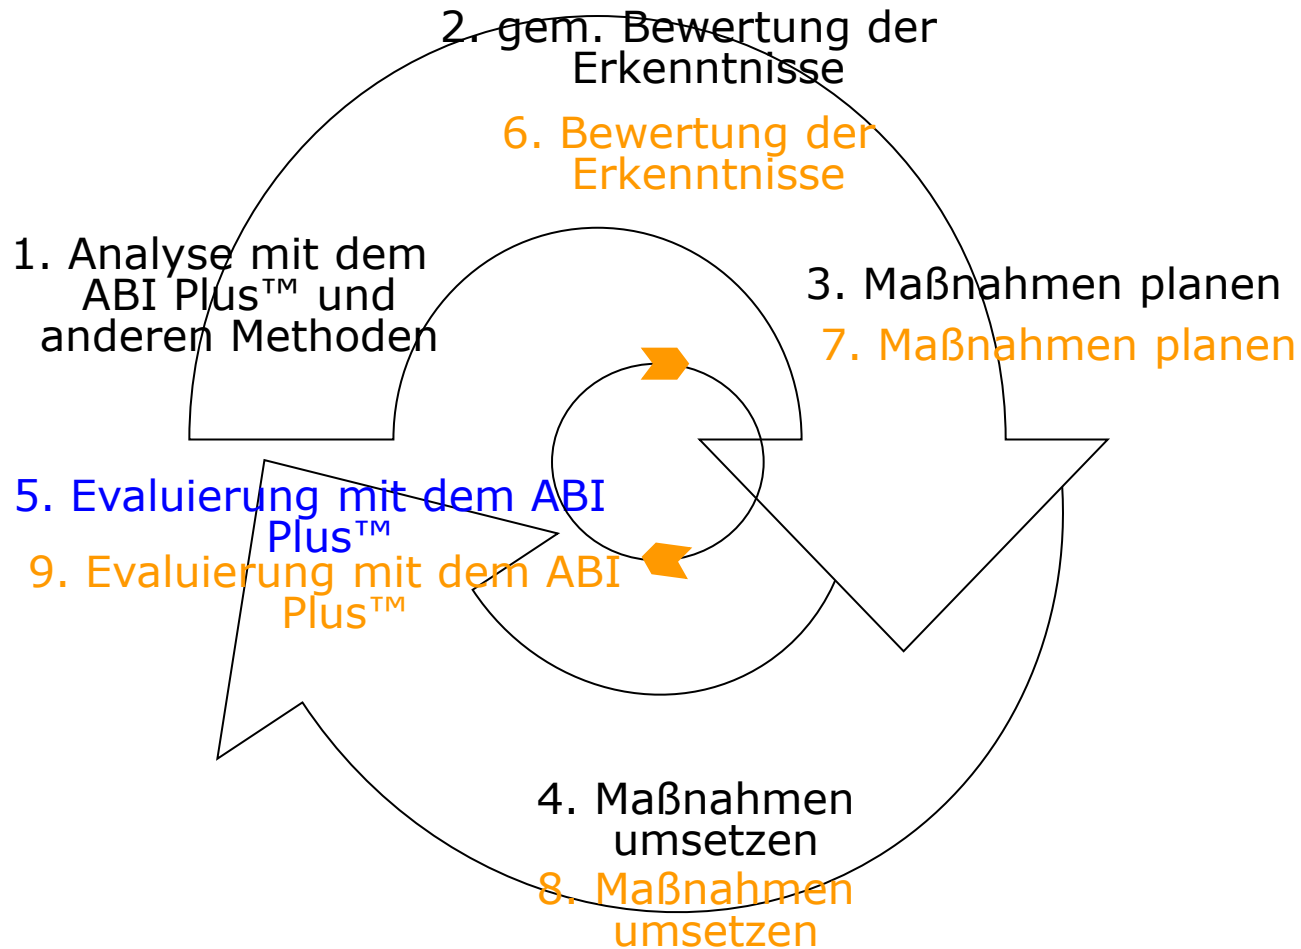 2. gem. Bewertung der
Erkenntnisse
6. Bewertung der
Erkenntnisse
1. Analyse mit dem
ABI Plus™ und
anderen Methoden
3. Maßnahmen planen
7. Maßnahmen planen
5. Evaluierung mit dem ABI
Plus™
9. Evaluierung mit dem ABI
Plus™
4. Maßnahmen
umsetzen
8. Maßnahmen
umsetzen